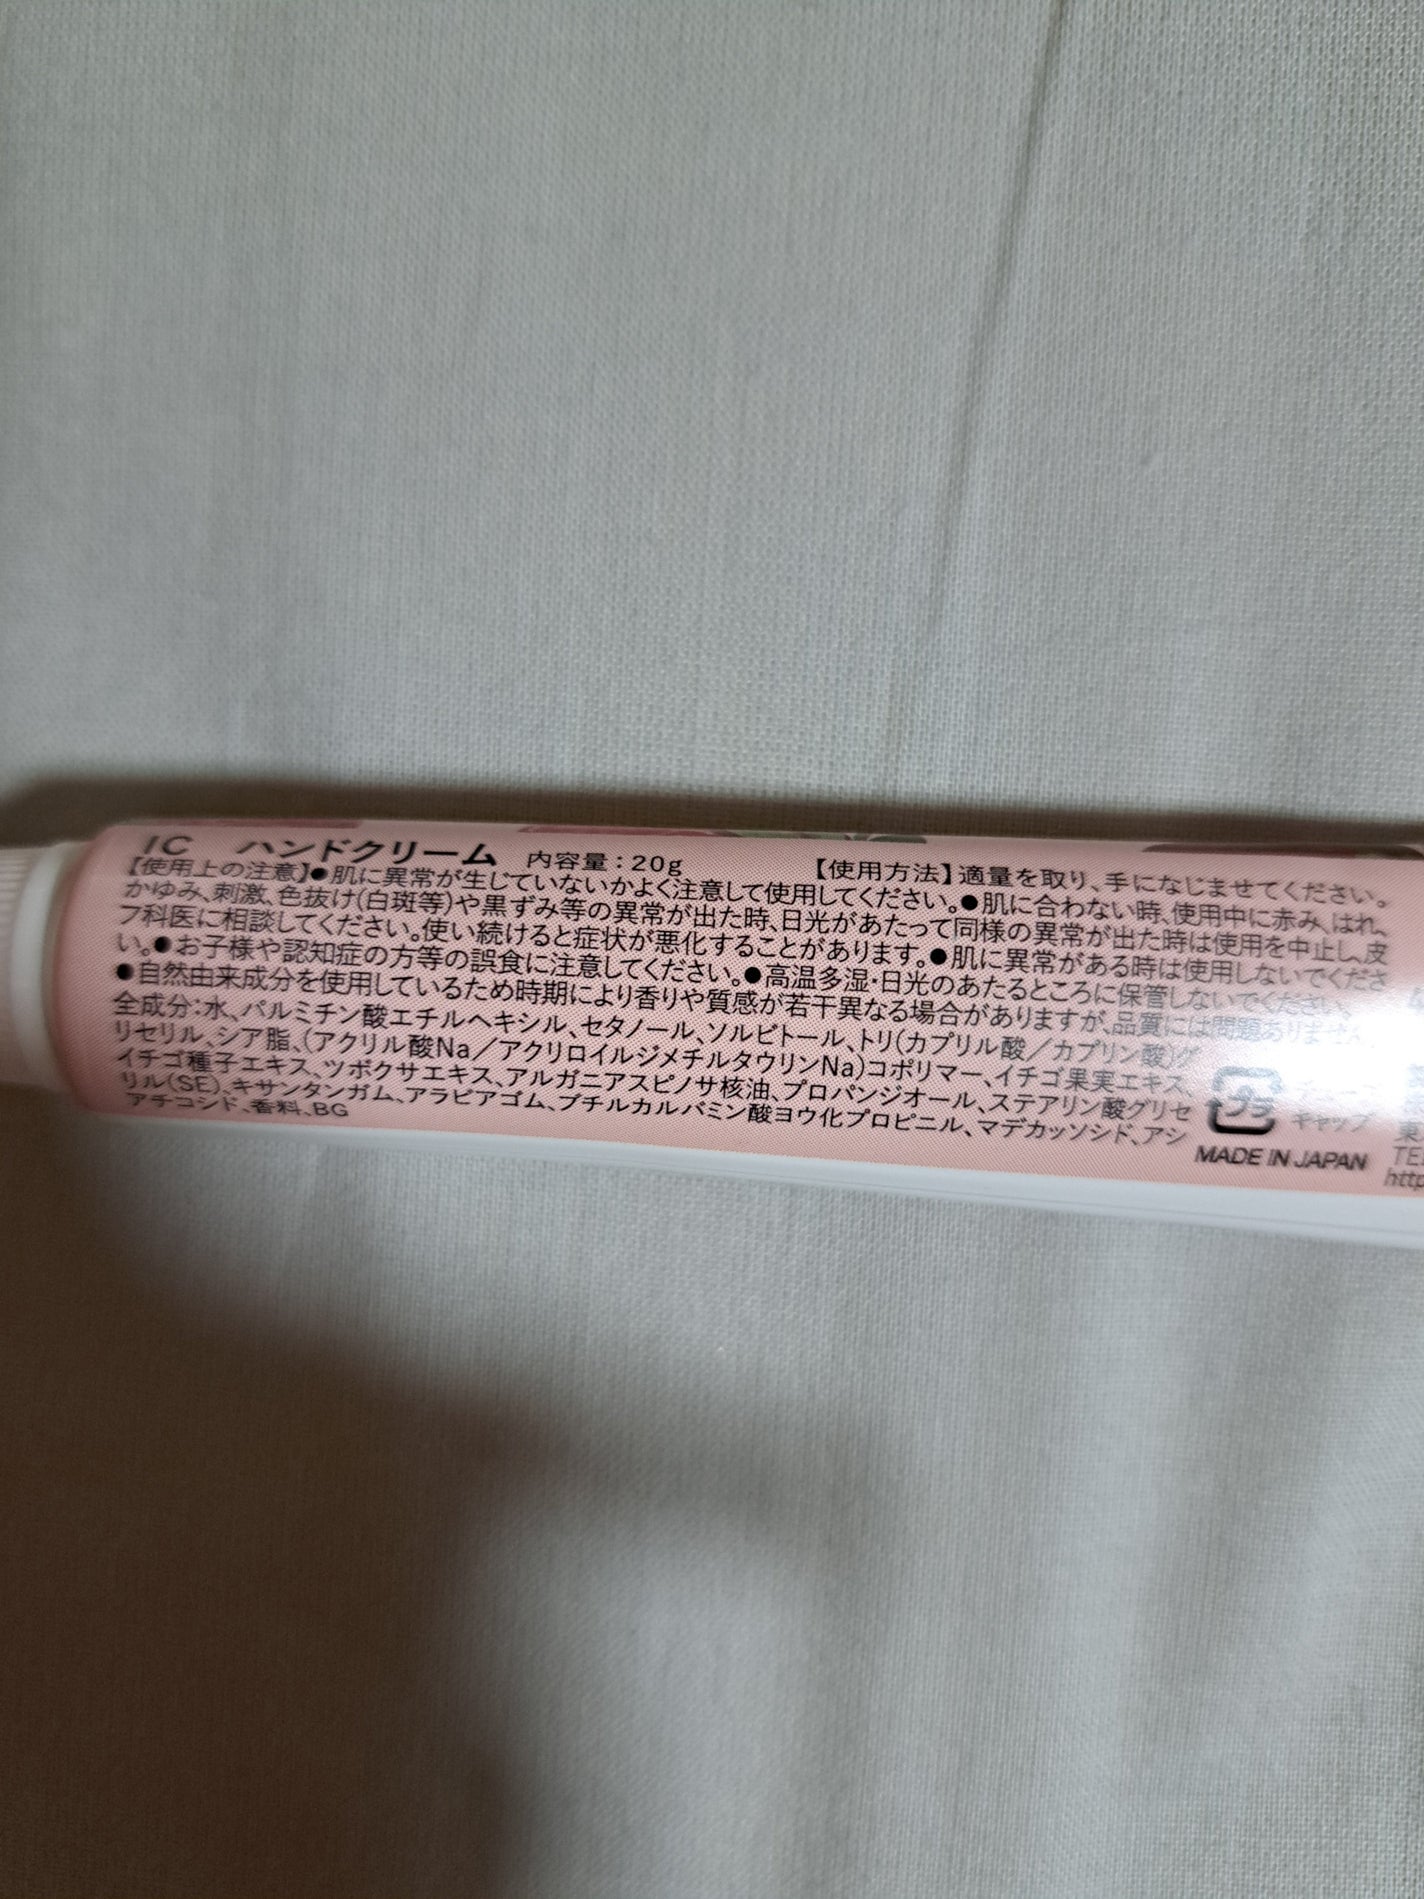 IC ハンドクリーム 内容量：20g 【使用方法】適量を取り、手になじませてください。
【使用上の注意】●肌に異常が生じていないかよく注意して使用してください。●肌に合わない時、使用中に赤み、はれ、
かゆみ、刺激、色抜け(白斑等)や黒ずみ等の異常が出た時、日光があたって同様の異常が出た時は使用を中止し、皮
フ科医に相談してください。使い続けると症状が悪化することがあります。●肌に異常がある時は使用しないでくださ
い。●お子様や認知症の方等の誤食に注意してください。●高温多湿・日光のあたるところに保管しないでください。
●自然由来成分を使用しているため時期により香りや質感が若干異なる場合がありますが、品質には問題ありません。
全成分：水、パルミチン酸エチルヘキシル、セタノール、ソルビトール、トリ(カプリル酸／カプリン酸)グ
リセリル、シア脂、(アクリル酸Na／アクリロイルジメチルタウリンNa)コポリマー、イチゴ果実エキス、
イチゴ種子エキス、ツボクサエキス、アルガニアスピノサ核油、プロパンジオール、ステアリン酸グリセ
リル(SE)、キサンタンガム、アラビアゴム、ブチルカルバミン酸ヨウ化プロピニル、マデカッソシド、アシ
アチコシド、香料、BG
プラ
キャップ
MADE IN JAPAN
東
TE
http